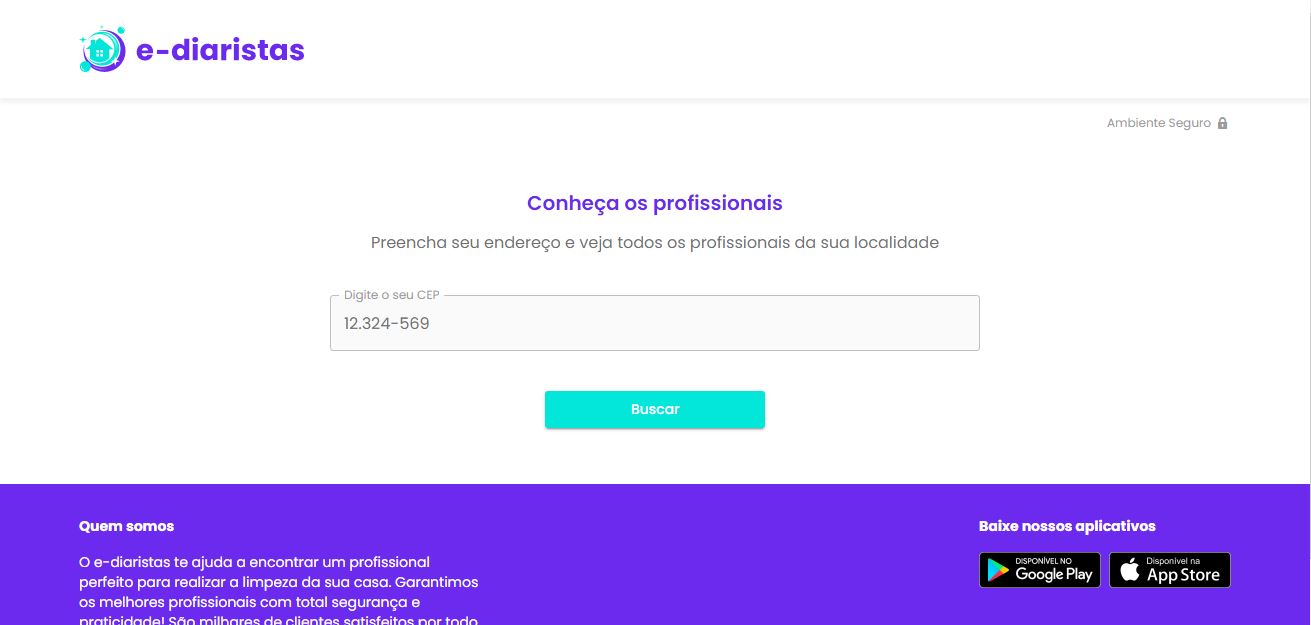 e-diaristas
Ambiente Seguro
Conheça os profissionais
Preencha seu endereço e veja todos os profissionais da sua localidade
Digite o seu CEP
12.324-569
Buscar
Quem somos
O e-diaristas te ajuda a encontrar um profissional
perfeito para realizar a limpeza da sua casa. Garantimos
os melhores profissionais com total segurança e
praticidade! São milhares de clientes satisfeitos por todo
Baixe nossos aplicativos
DISPONÍVEL NO
Google Play
Disponível na
App Store